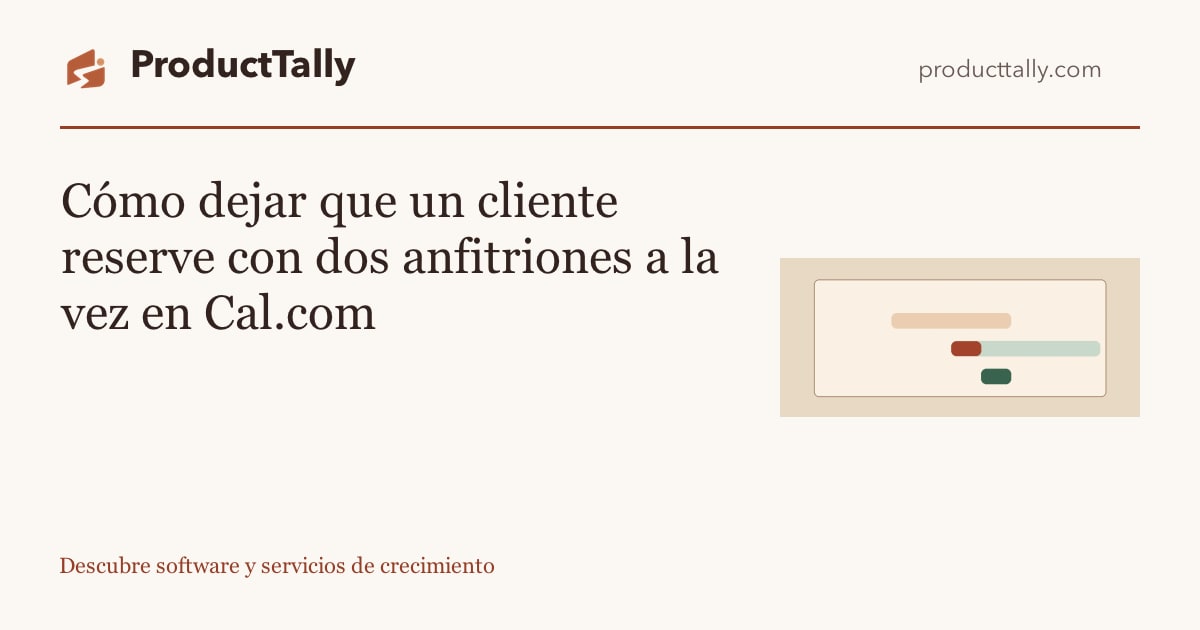 ProductTally
producttally.com
Cómo dejar que un cliente
reserve con dos anfitriones a la
vez en Cal.com
Descubre software y servicios de crecimiento